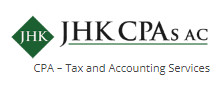 JHK JHK CPAs AC
CPA – Tax and Accounting Services